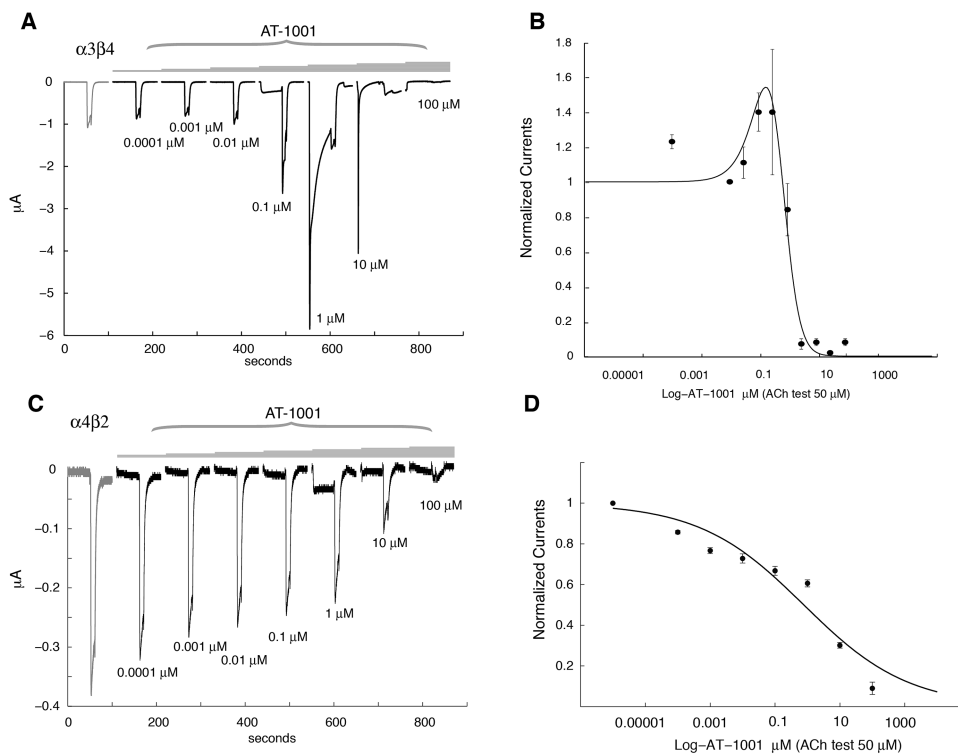 A
AT-1001
α3β4
0
−1
−2
−3
−4
−5
−6
μA
0.0001 μM
0.001 μM
0.01 μM
0.1 μM
1 μM
10 μM
100 μM
0 200 400 600 800
seconds
B
1.8
1.6
1.4
1.2
1
0.8
0.6
0.4
0.2
0
Normalized Currents
0.00001 0.001 0.1 10 1000
Log−AT−1001 μM (ACh test 50 μM)
C
AT-1001
α4β2
0
−0.1
−0.2
−0.3
−0.4
μA
0.0001 μM
0.001 μM
0.01 μM
0.1 μM
1 μM
10 μM
100 μM
0 200 400 600 800
seconds
D
1
0.8
0.6
0.4
0.2
Normalized Currents
0.00001 0.001 0.1 10 1000
Log−AT−1001 μM (ACh test 50 μM)